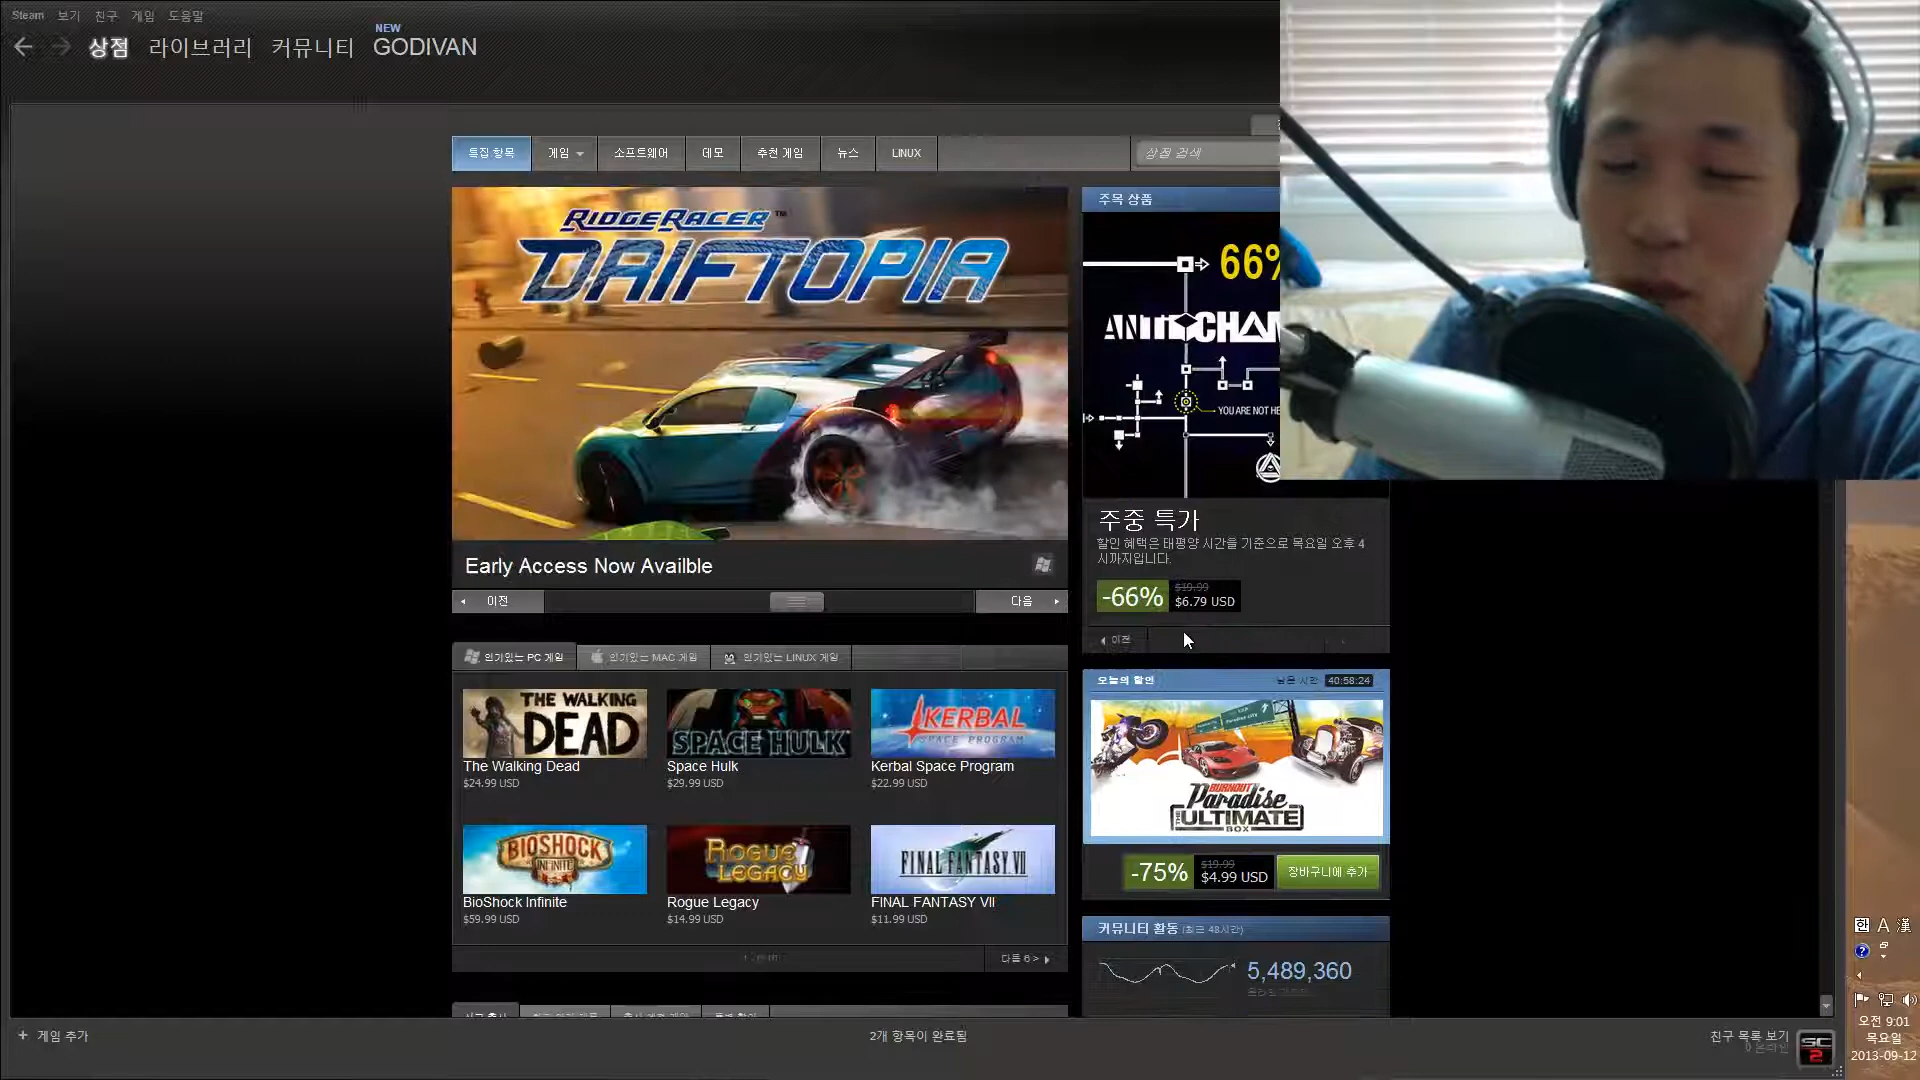 Steam 보기 친구 게임 도움말
NEW
상점 라이브러리 커뮤니티 GODIVAN
특집 항목 게임 소프트웨어 데모 추천 게임 뉴스 LINUX 상점 검색
RIDGE RACER™
DRIFTOPIA
Early Access Now Availble
이전 다음
주목 상품
66%
YOU ARE NOT HE
주중 특가
할인 혜택은 태평양 시간을 기준으로 목요일 오후 4
시까지입니다.
-66% $19.99
$6.79 USD
이전
인기있는 PC 게임 인기있는 MAC 게임 인기있는 LINUX 게임
THE WALKING
DEAD
The Walking Dead
$24.99 USD
SPACE HULK
Space Hulk
$29.99 USD
KERBAL
SPACE PROGRAM
Kerbal Space Program
$22.99 USD
BIOSHOCK
INFINITE
BioShock Infinite
$59.99 USD
ROGUE
LEGACY
Rogue Legacy
$14.99 USD
FINAL FANTASY VII
FINAL FANTASY VII
$11.99 USD
다음 6 >
오늘의 할인 남은 시간 40:58:24
BURNOUT
Paradise
THE ULTIMATE
BOX
-75% $19.99
$4.99 USD
장바구니에 추가
커뮤니티 활동 (최근 48시간)
5,489,360
+ 게임 추가
2개 항목이 완료됨
친구 목록 보기
SC
2
한 A 漢
오전 9:01
목요일
2013-09-12